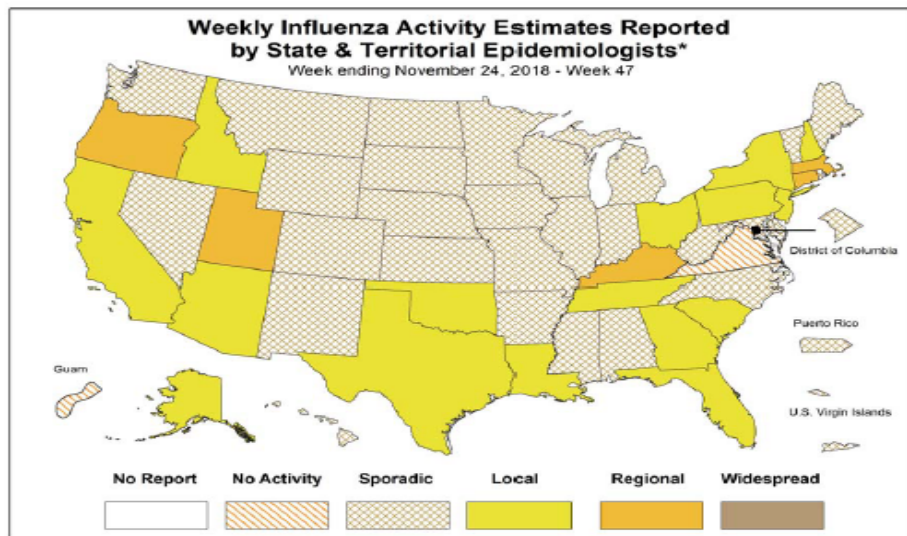 Weekly Influenza Activity Estimates Reported
by State & Territorial Epidemiologists*
Week ending November 24, 2018 - Week 47
District of Columbia
Puerto Rico
Guam
U.S. Virgin Islands
No Report No Activity Sporadic Local Regional Widespread